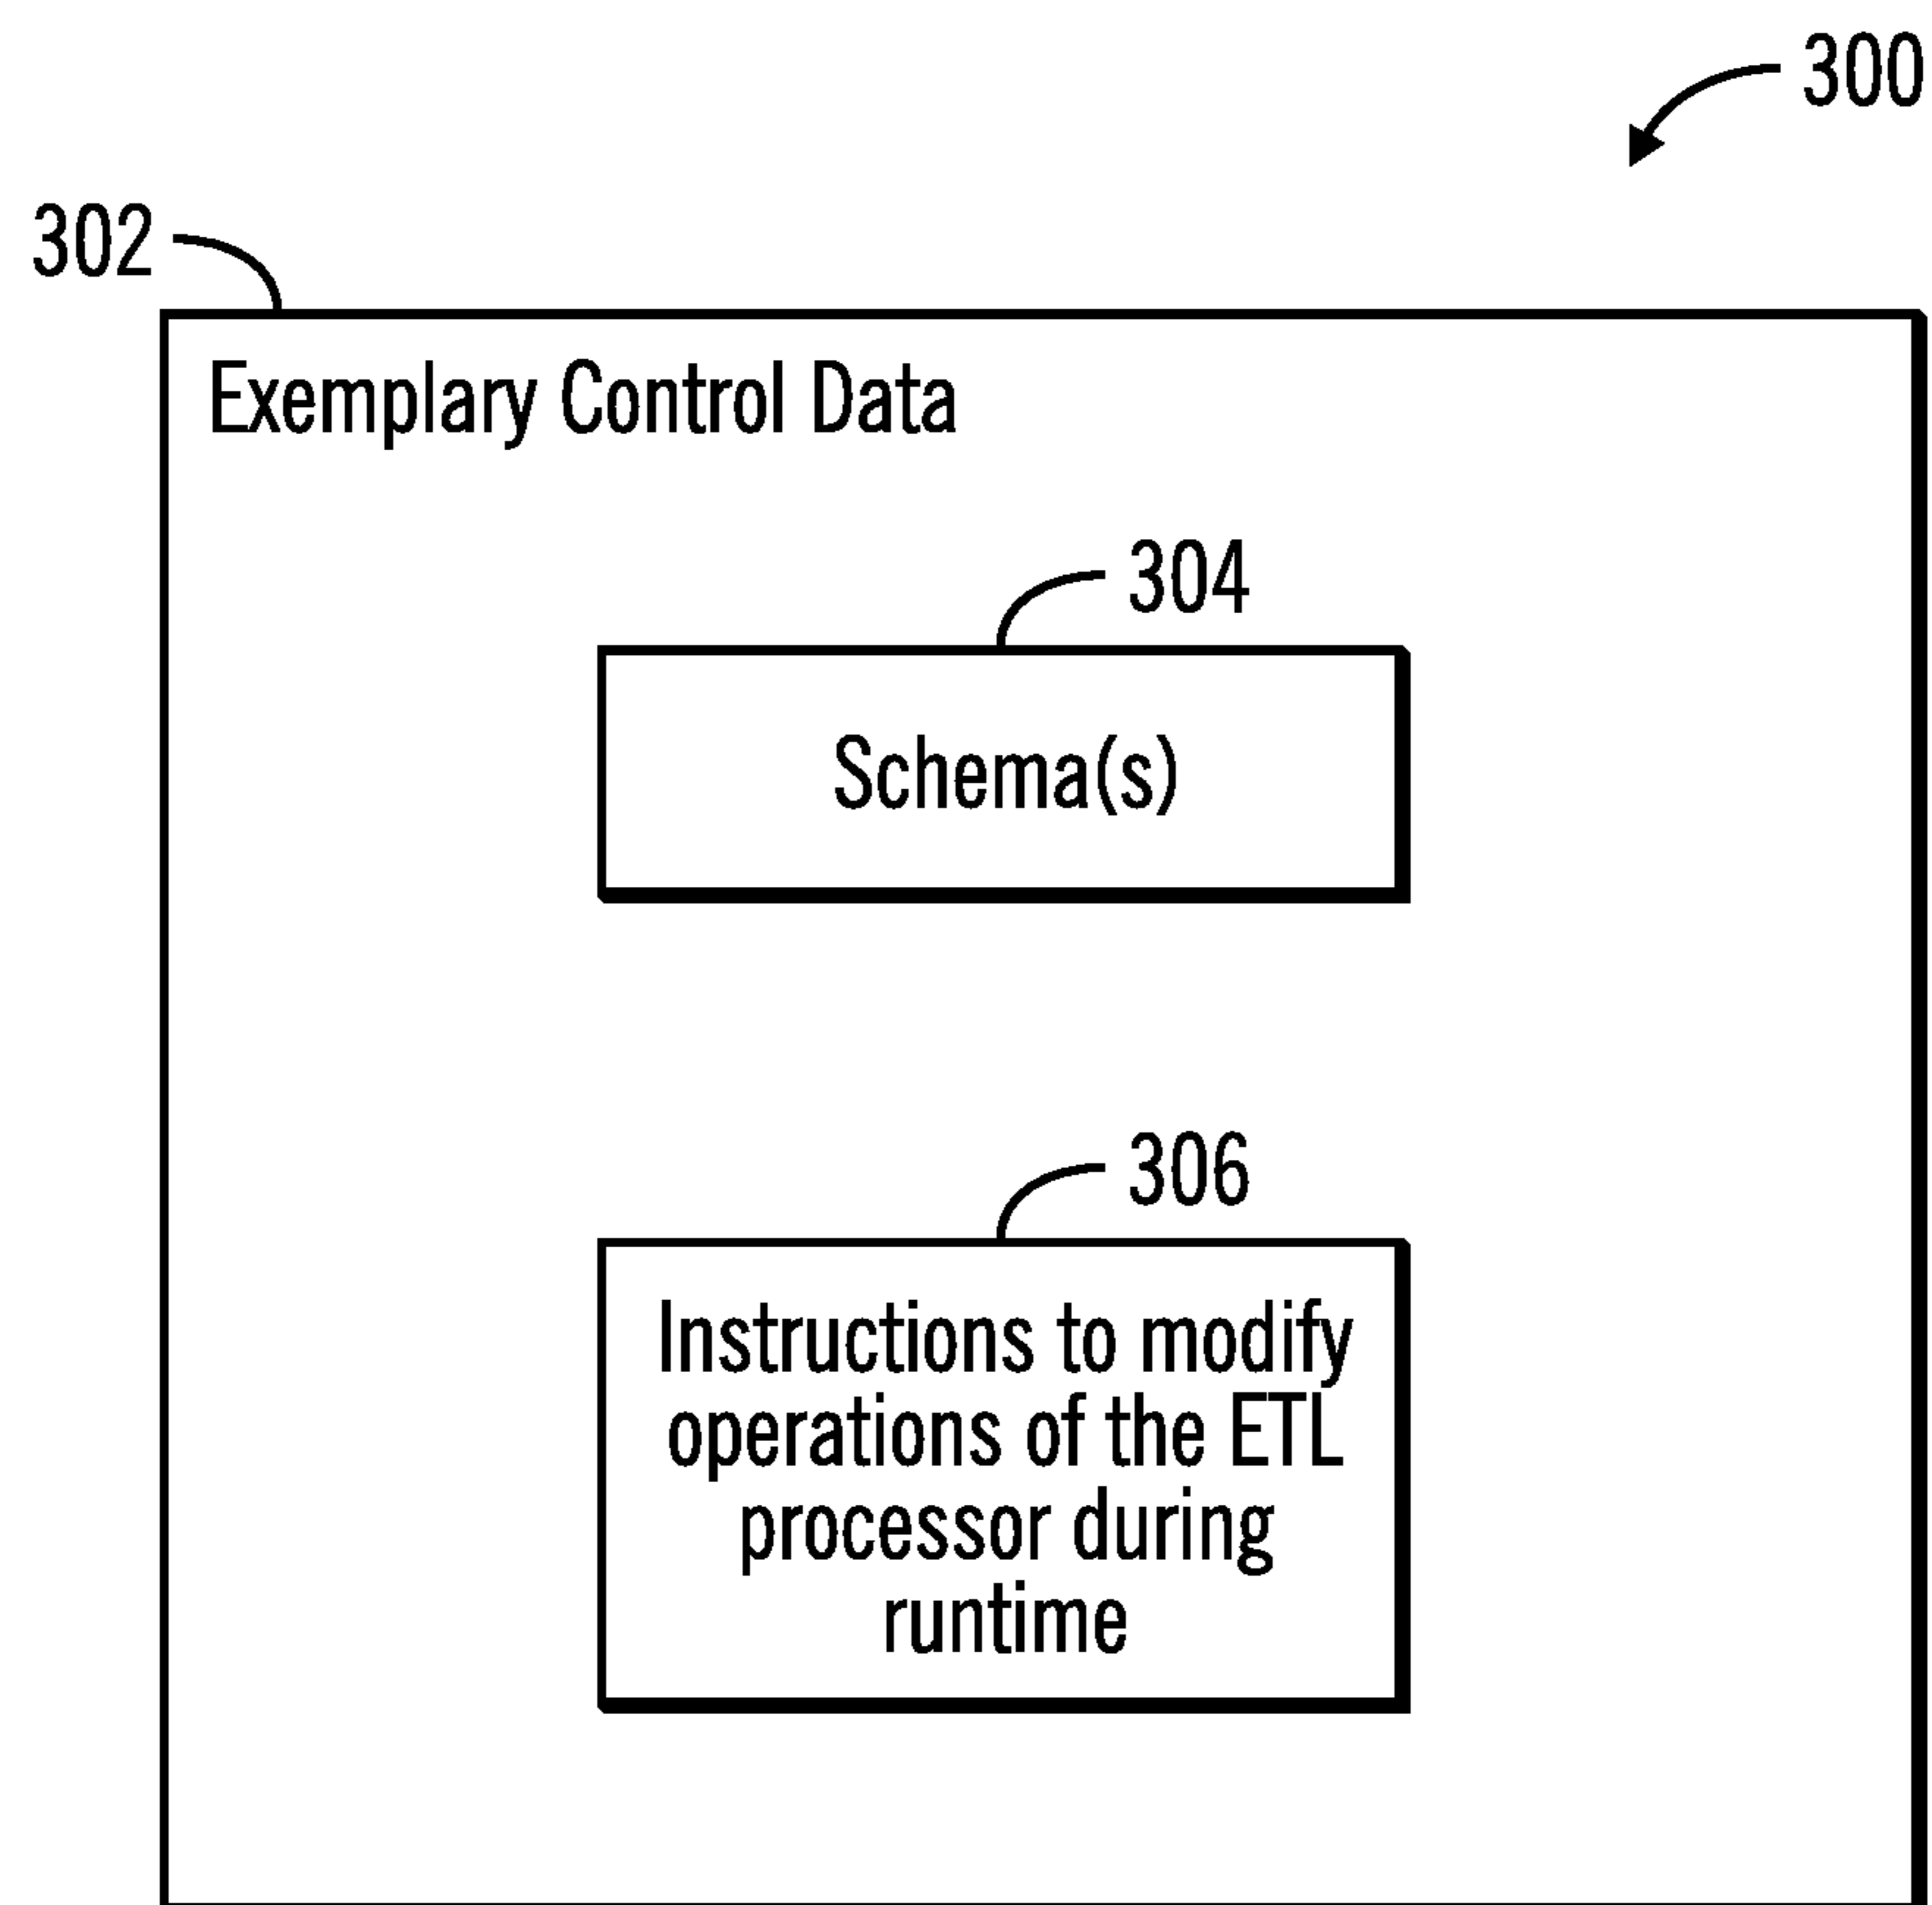 300
302
Exemplary Control Data
304
Schema(s)
306
Instructions to modify
operations of the ETL
processor during
runtime